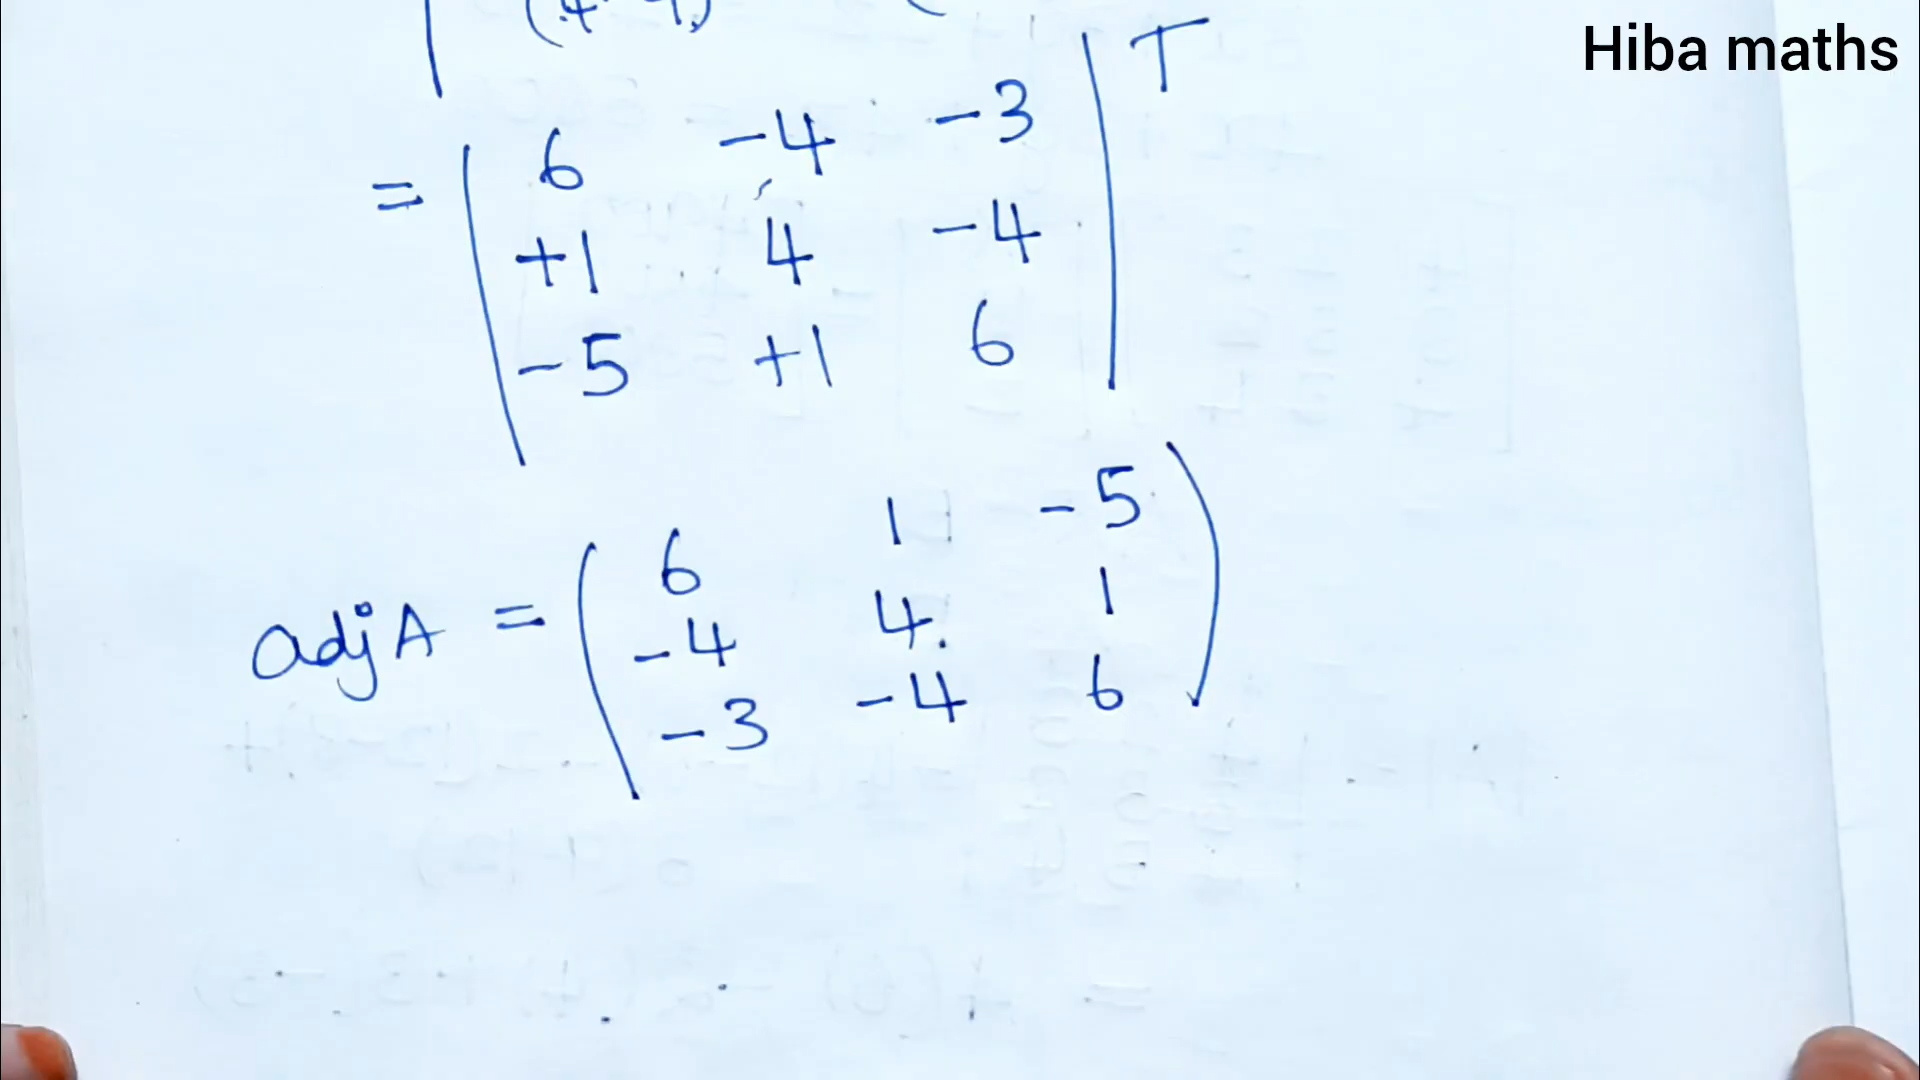 Hiba maths
T
6 -4 -3
= +1 4 -4
-5 +1 6
6 1 -5
adj A = -4 4 1
-3 -4 6